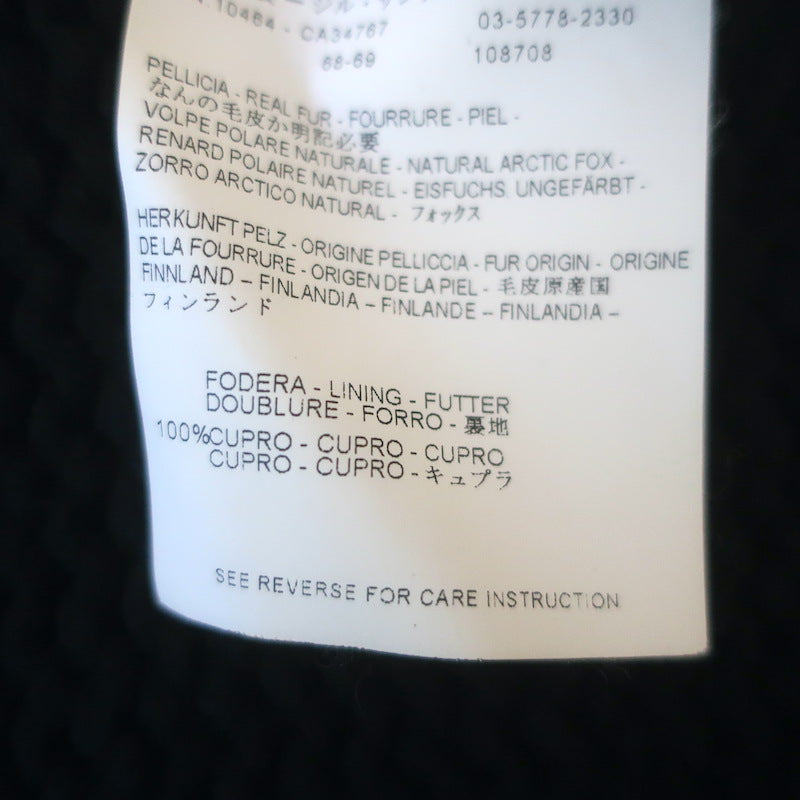 10464 - CA34767 03-5778-2330
68-69 108708
PELLICIA - REAL FUR - FOURRURE - PIEL -
なんの毛皮か明記必要
VOLPE POLARE NATURALE - NATURAL ARCTIC FOX -
RENARD POLAIRE NATUREL - EISFUCHS. UNGEFÄRBT -
ZORRO ARCTICO NATURAL - フォックス
HERKUNFT PELZ - ORIGINE PELLICCIA - FUR ORIGIN - ORIGINE
DE LA FOURRURE - ORIGEN DE LA PIEL - 毛皮原産国
FINNLAND – FINLANDIA – FINLANDE – FINLANDIA –
フィンランド
FODERA - LINING - FUTTER
DOUBLURE - FORRO - 裏地
100%CUPRO - CUPRO - CUPRO
CUPRO - CUPRO - キュプラ
SEE REVERSE FOR CARE INSTRUCTION